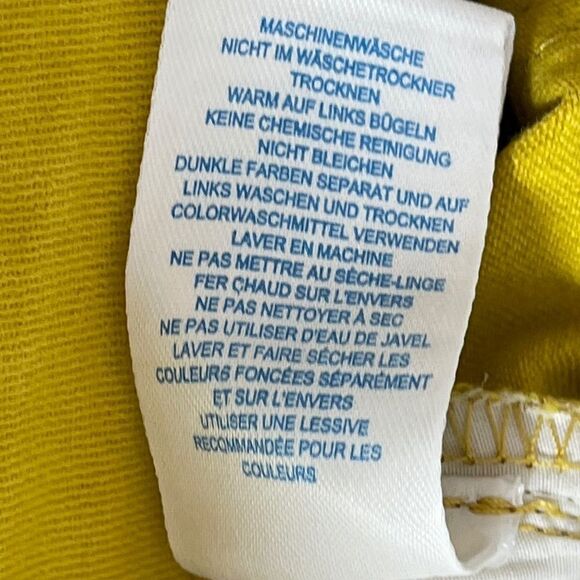 MASCHINENWÄSCHE
NICHT IM WÄSCHETROCKNER
TROCKNEN
WARM AUF LINKS BÜGELN
KEINE CHEMISCHE REINIGUNG
NICHT BLEICHEN
DUNKLE FARBEN SEPARAT UND AUF
LINKS WASCHEN UND TROCKNEN
COLORWASCHMITTEL VERWENDEN
LAVER EN MACHINE
NE PAS METTRE AU SÈCHE-LINGE
FER CHAUD SUR L'ENVERS
NE PAS NETTOYER À SEC
NE PAS UTILISER D'EAU DE JAVEL
LAVER ET FAIRE SÉCHER LES
COULEURS FONCÉES SÉPARÉMENT
ET SUR L'ENVERS
UTILISER UNE LESSIVE
RECOMMANDÉE POUR LES
COULEURS